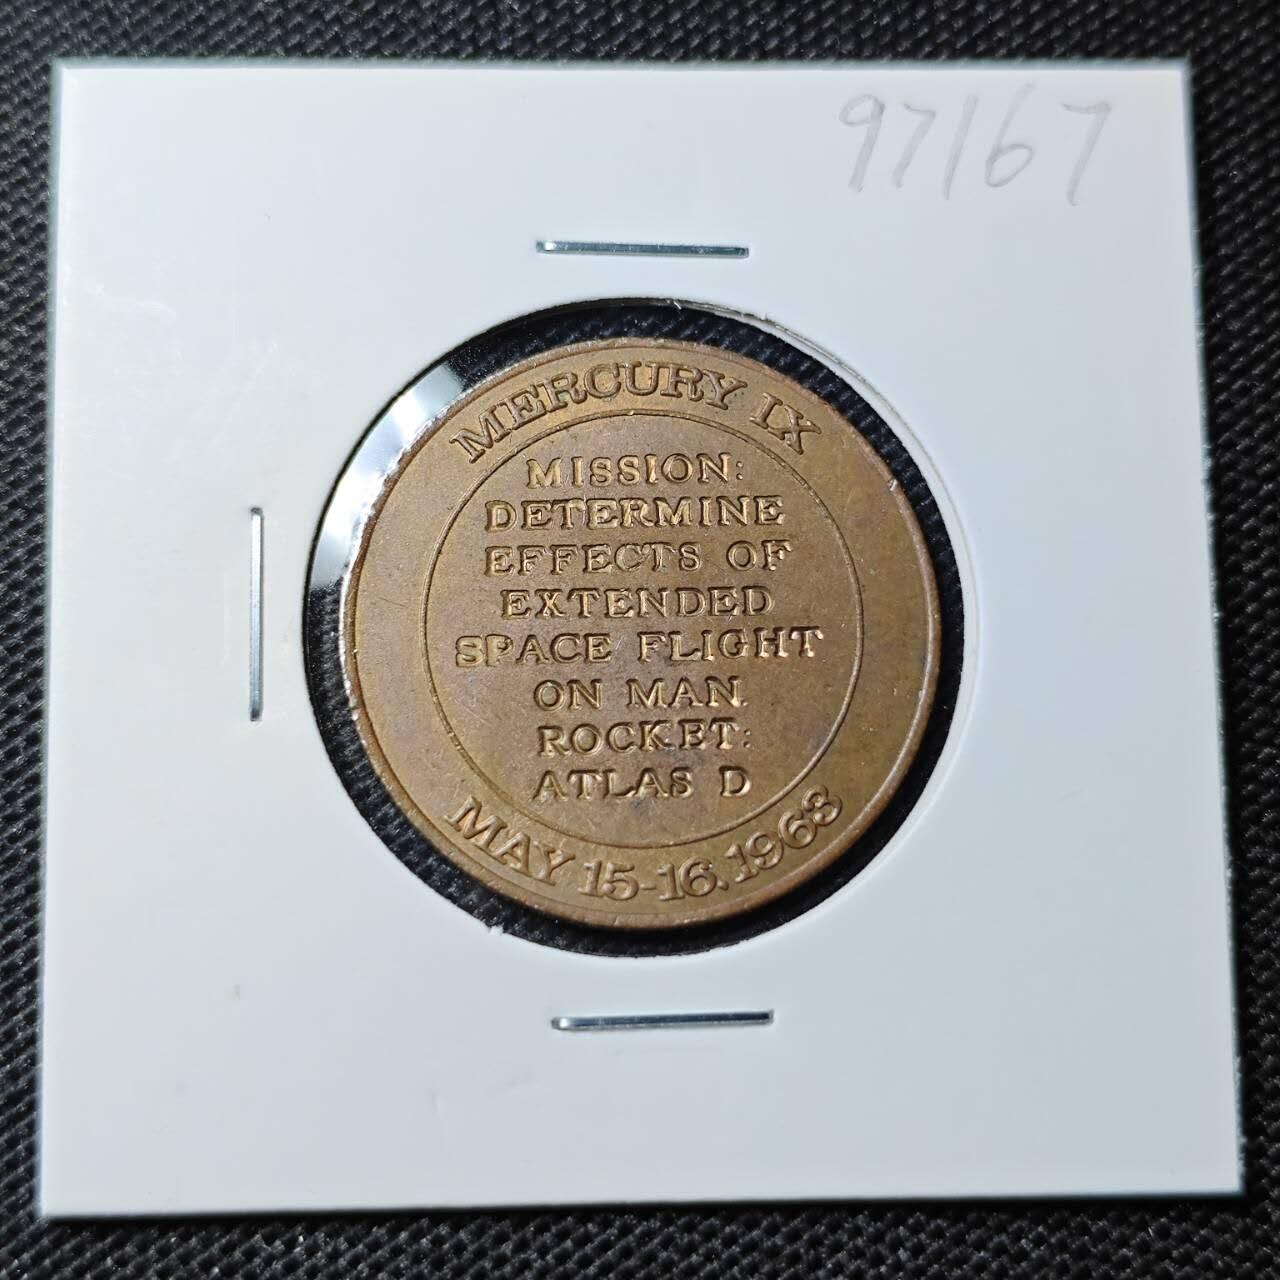 97167
MERCURY IX
MISSION:
DETERMINE
EFFECTS OF
EXTENDED
SPACE FLIGHT
ON MAN.
ROCKET:
ATLAS D
MAY 15-16, 1963